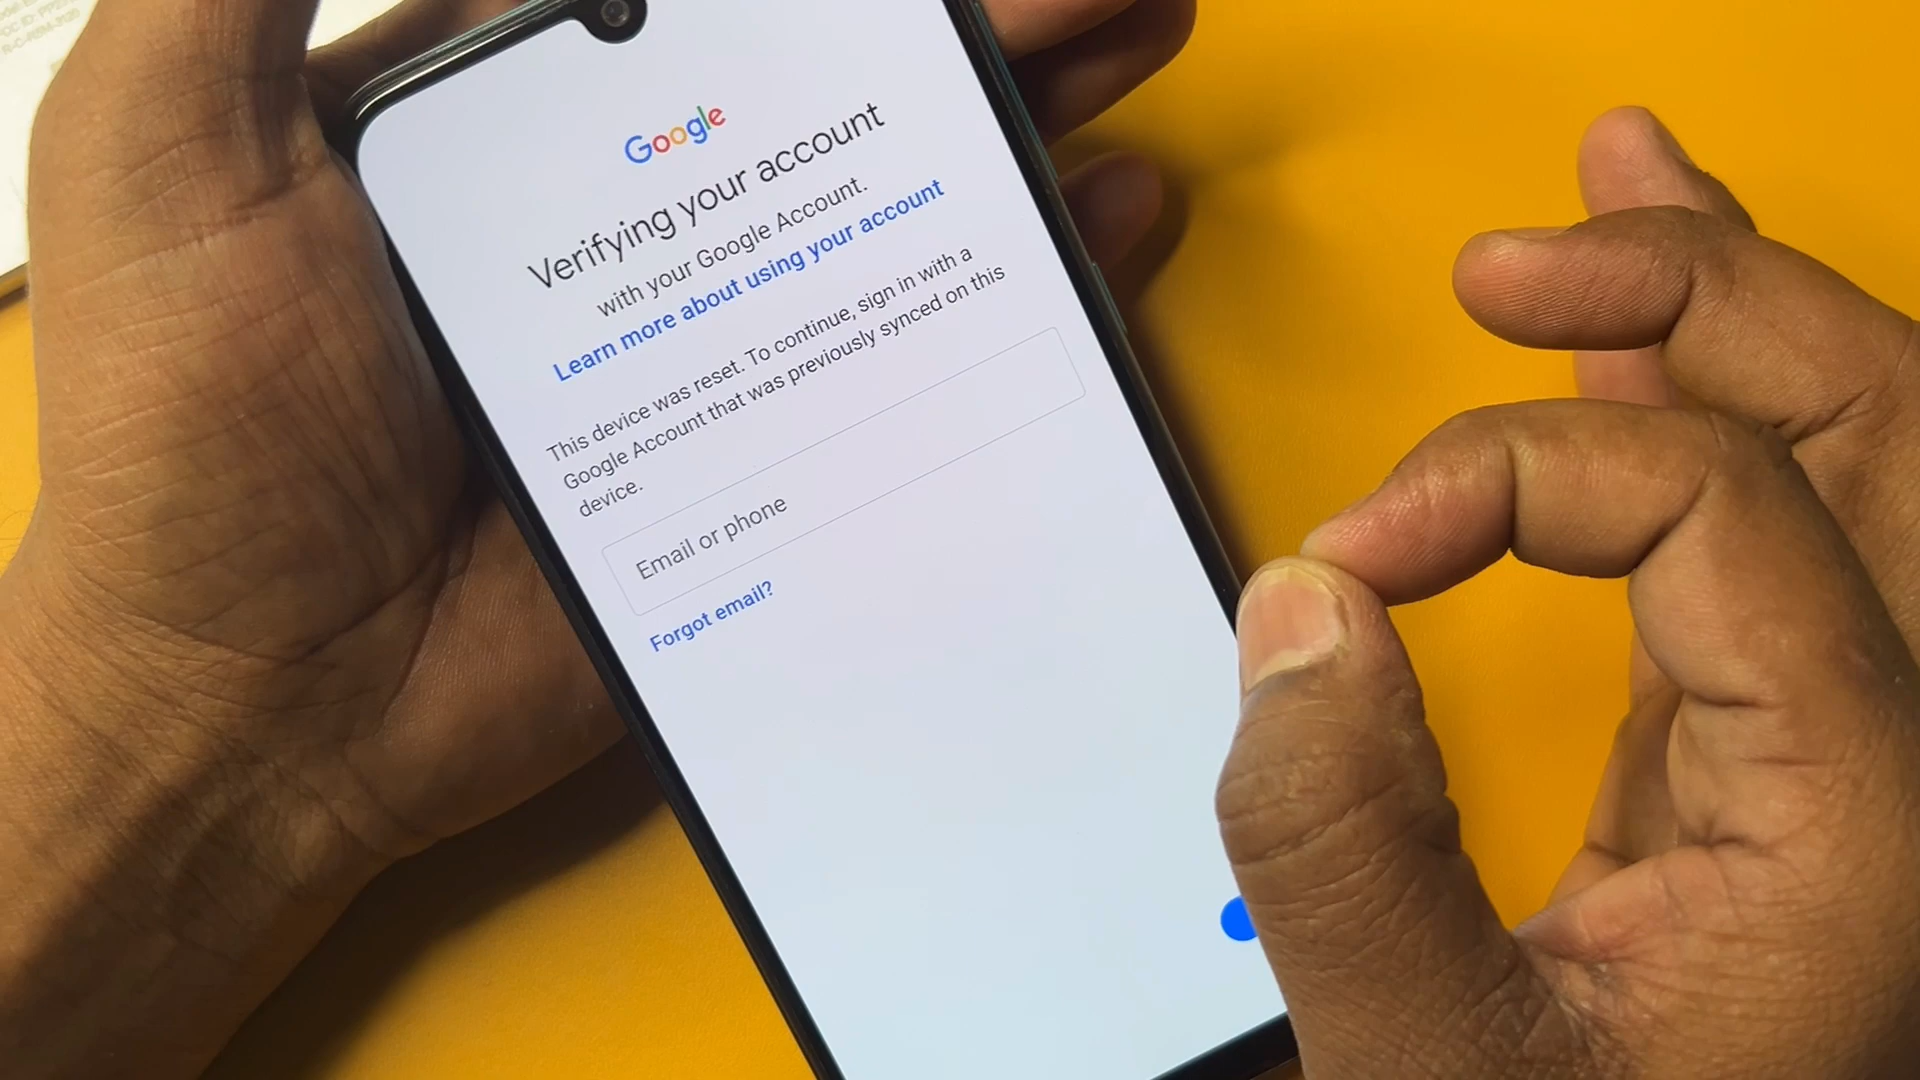 Google
Verifying your account
with your Google Account.
Learn more about using your account
This device was reset. To continue, sign in with a
Google Account that was previously synced on this
device.
Email or phone
Forgot email?